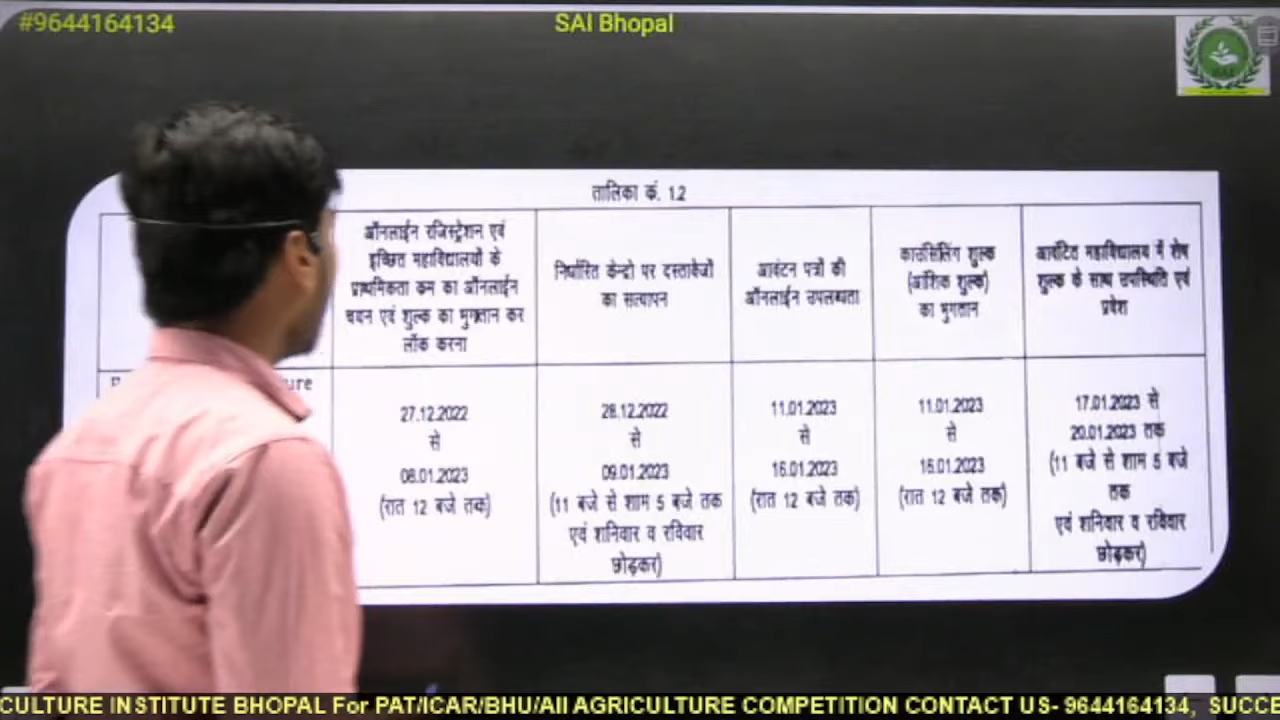 #9644164134
SAI Bhopal
तालिका कं. 1.2
ऑनलाईन रजिस्ट्रेशन एवं
इच्छित महाविद्यालयों के
प्राथमिकता कम का ऑनलाईन
चयन एवं शुल्क का भुगतान कर
लॉक करना
निर्धारित केन्द्रो पर दस्तावेजों
का सत्यापन
आवंटन पत्रों की
ऑनलाईन उपलब्धता
काउंसिलिंग शुल्क
(आंशिक शुल्क)
का भुगतान
आवंटित महाविद्यालय में शेष
शुल्क के साथ उपस्थिति एवं
प्रवेश
ure
27.12.2022
से
08.01.2023
(रात 12 बजे तक)
28.12.2022
से
09.01.2023
(11 बजे से शाम 5 बजे तक
एवं शनिवार व रविवार
छोड़कर)
11.01.2023
से
16.01.2023
(रात 12 बजे तक)
11.01.2023
से
16.01.2023
(रात 12 बजे तक)
17.01.2023 से
20.01.2023 तक
(11 बजे से शाम 5 बजे
तक
एवं शनिवार व रविवार
छोड़कर)
CULTURE INSTITUTE BHOPAL For PAT/ICAR/BHU/All AGRICULTURE COMPETITION CONTACT US- 9644164134, SUCCE